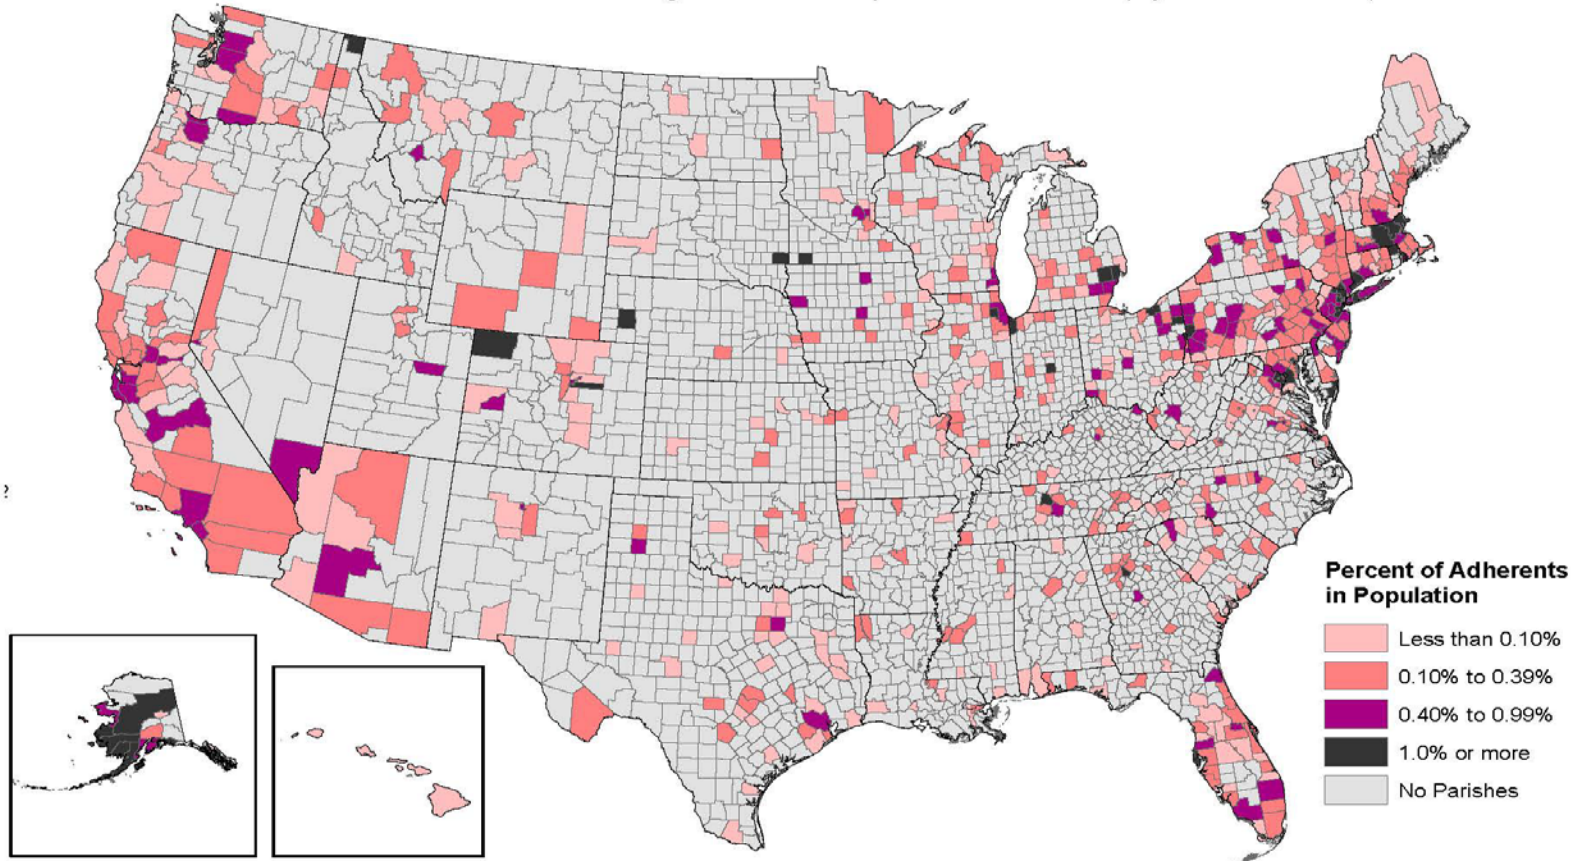 Percent of Adherents
in Population
Less than 0.10%
0.10% to 0.39%
0.40% to 0.99%
1.0% or more
No Parishes